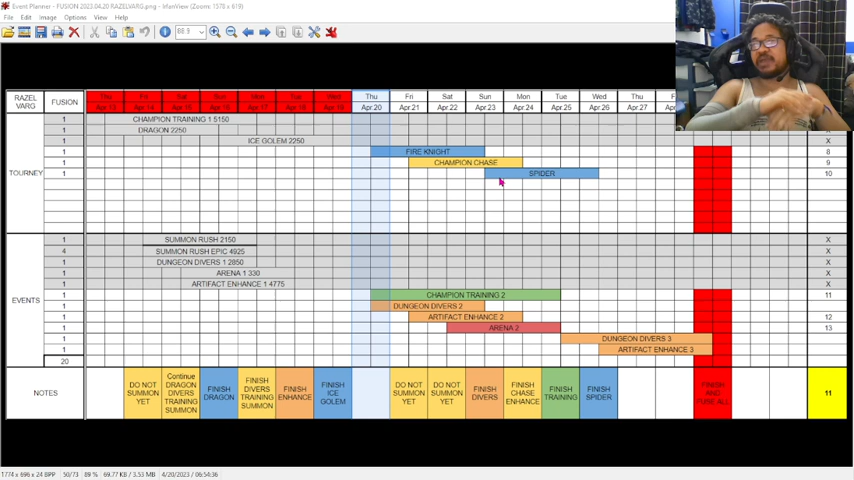 Event Planner - FUSION 2023.04.20 RAZELVARG.png - IrfanView (Zoom: 1578 x 619)
File Edit Image Options View Help
88.9
RAZEL VARG FUSION Thu Fri Sat Sun Mon Tue Wed Thu Fri Sat Sun Mon Tue Wed Thu
Apr.13 Apr.14 Apr.15 Apr.16 Apr.17 Apr.18 Apr.19 Apr.20 Apr.21 Apr.22 Apr.23 Apr.24 Apr.25 Apr.26 Apr.27
1 CHAMPION TRAINING 1 5150
1 DRAGON 2250 X
1 ICE GOLEM 2250 X
1 FIRE KNIGHT 8
1 CHAMPION CHASE 9
TOURNEY 1 SPIDER 10
1 SUMMON RUSH 2150 X
4 SUMMON RUSH EPIC 4925 X
1 DUNGEON DIVERS 1 2850 X
1 ARENA 1 330 X
1 ARTIFACT ENHANCE 1 4775 X
EVENTS 1 CHAMPION TRAINING 2 11
1 DUNGEON DIVERS 2
1 ARTIFACT ENHANCE 2 12
1 ARENA 2 13
1 DUNGEON DIVERS 3
1 ARTIFACT ENHANCE 3
20
NOTES
DO NOT SUMMON YET
Continue DRAGON DIVERS TRAINING SUMMON
FINISH DRAGON
FINISH DIVERS TRAINING SUMMON
FINISH ENHANCE
FINISH ICE GOLEM
DO NOT SUMMON YET
DO NOT SUMMON YET
FINISH DIVERS
FINISH CHASE ENHANCE
FINISH TRAINING
FINISH SPIDER
FINISH AND FUSE ALL
11
1774 x 696 x 24 BPP 50/73 89 % 69.77 KB / 3.53 MB 4/20/2023 / 06:54:36